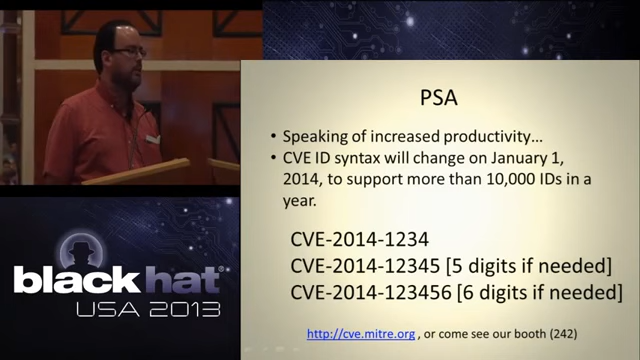 PSA
• Speaking of increased productivity…
• CVE ID syntax will change on January 1,
2014, to support more than 10,000 IDs in a
year.
CVE-2014-1234
CVE-2014-12345 [5 digits if needed]
CVE-2014-123456 [6 digits if needed]
http://cve.mitre.org , or come see our booth (242)
black hat®
USA 2013